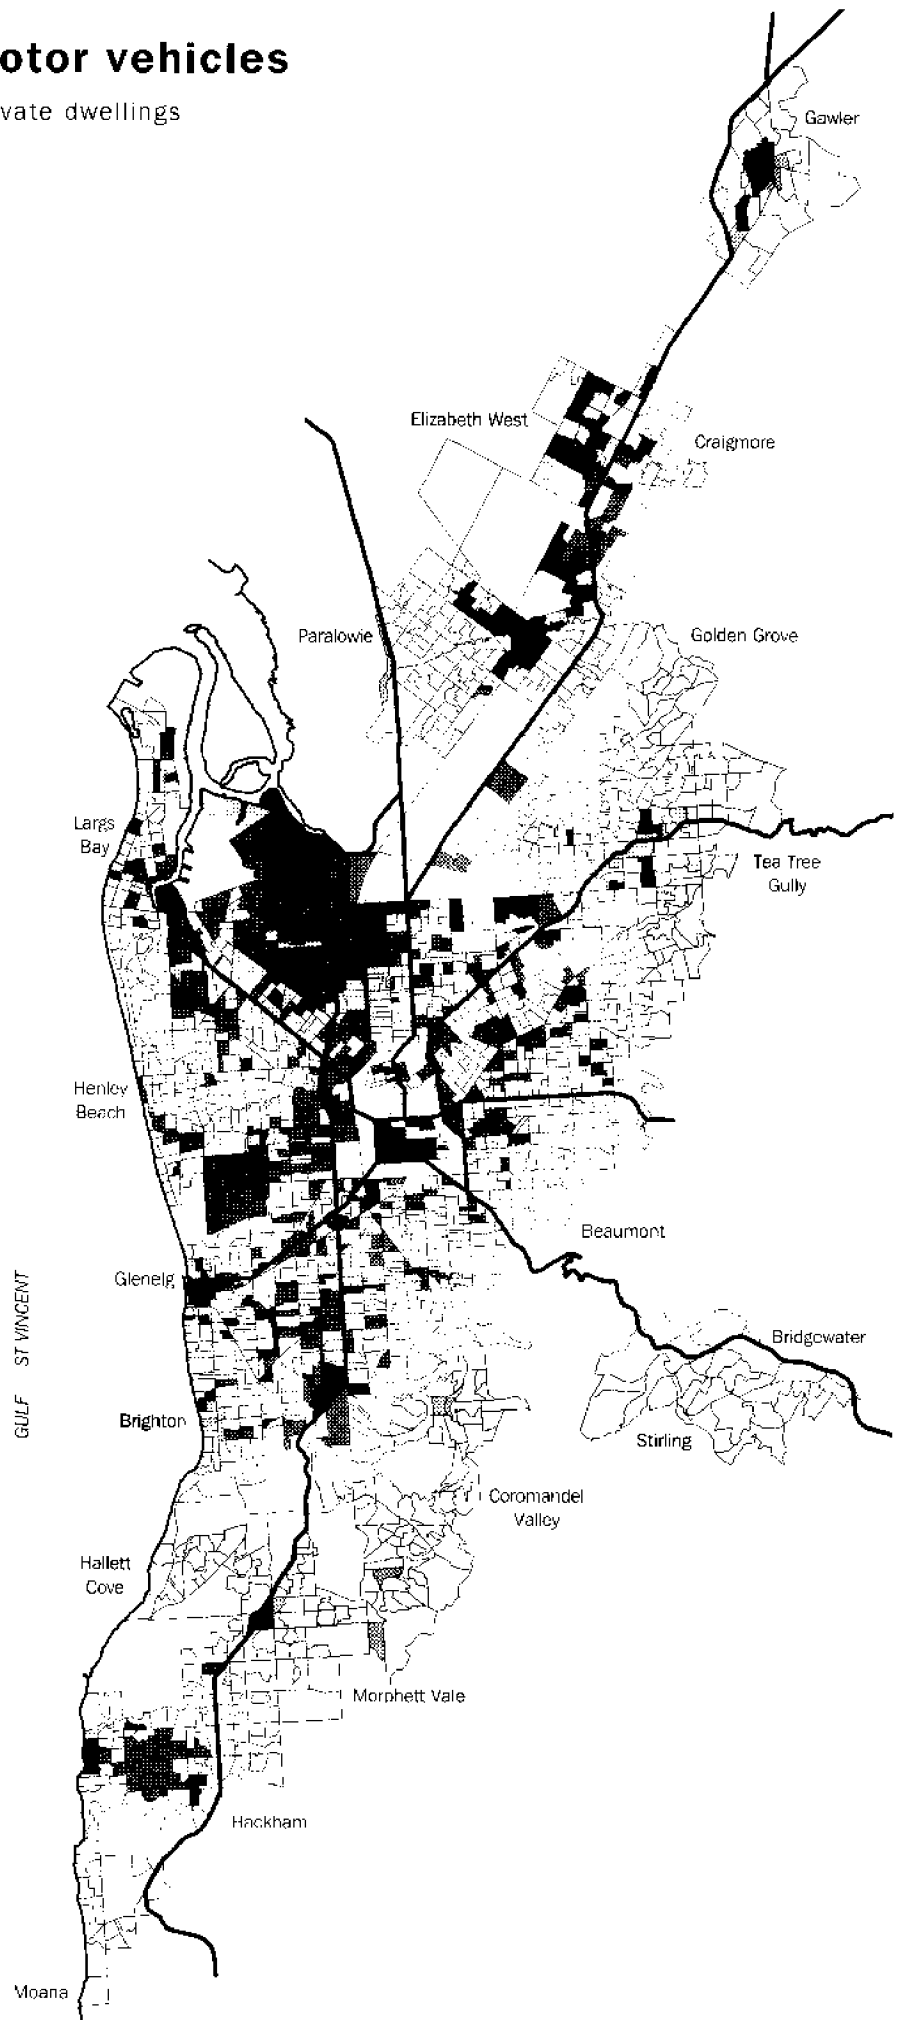 otor vehicles
vate dwellings
Gawler
Elizabeth West
Craigmore
Paralowie
Golden Grove
Largs
Bay
Tea Tree
Gully
Henley
Beach
Beaumont
Glenelg
GULF ST VINCENT
Bridgewater
Brighton
Stirling
Coromandel
Valley
Hallett
Cove
Morphett Vale
Hackham
Moana